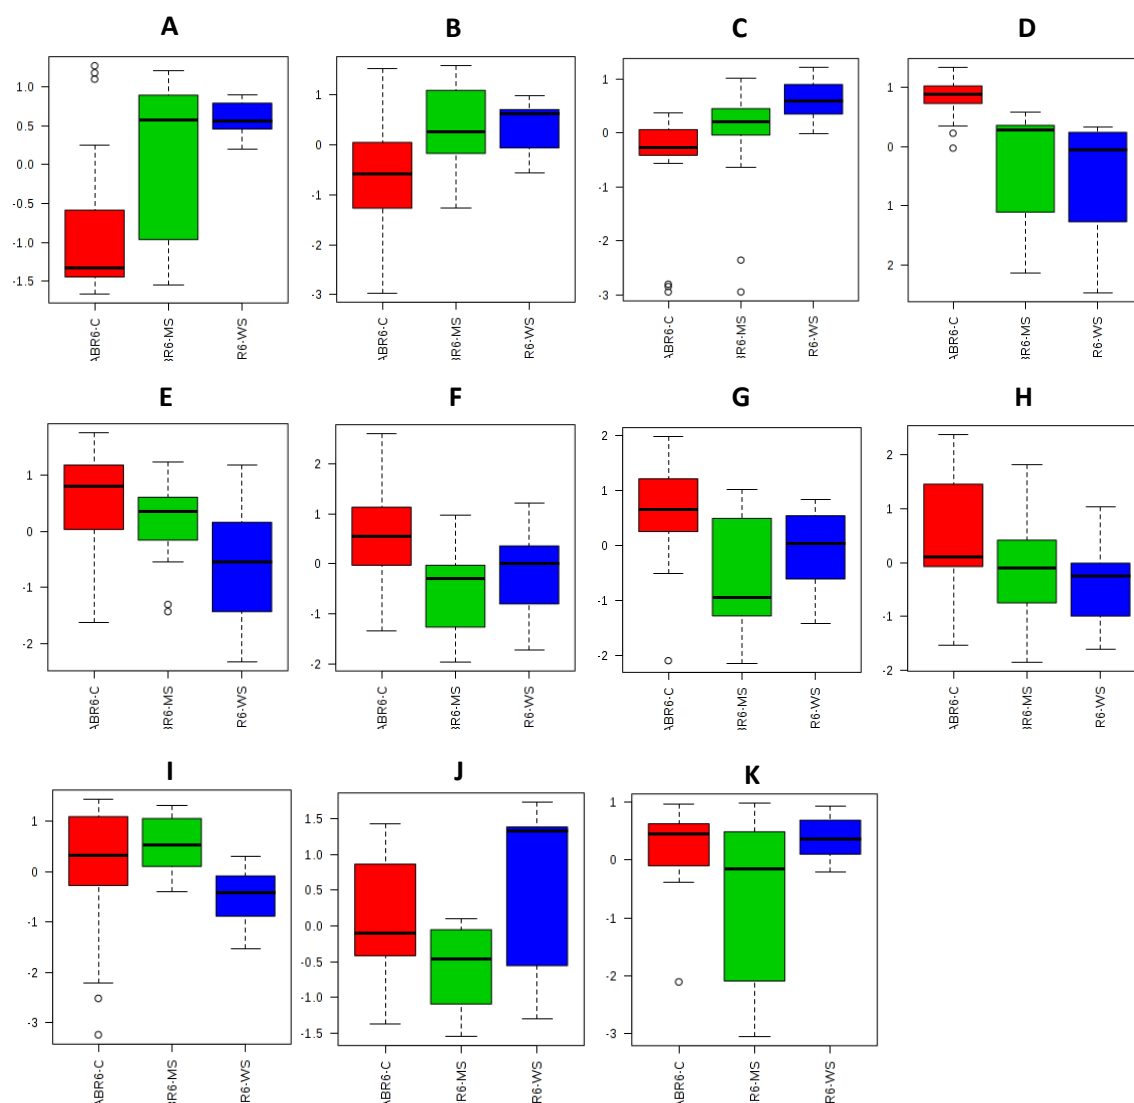 A
1.0
0.5
0.0
-0.5
-1.0
-1.5
ABR6-C
BR6-MS
R6-WS
B
1
0
-1
-2
-3
ABR6-C
BR6-MS
R6-WS
C
1
0
-1
-2
-3
ABR6-C
BR6-MS
R6-WS
D
1
0
1
2
ABR6-C
BR6-MS
R6-WS
E
1
0
-1
-2
ABR6-C
BR6-MS
R6-WS
F
2
1
0
-1
-2
ABR6-C
BR6-MS
R6-WS
G
2
1
0
-1
-2
ABR6-C
BR6-MS
R6-WS
H
2
1
0
-1
-2
ABR6-C
BR6-MS
R6-WS
I
1
0
-1
-2
-3
ABR6-C
BR6-MS
R6-WS
J
1.5
1.0
0.5
0.0
-0.5
-1.0
-1.5
ABR6-C
R6-MS
R6-WS
K
1
0
-1
-2
-3
ABR6-C
BR6-MS
R6-WS